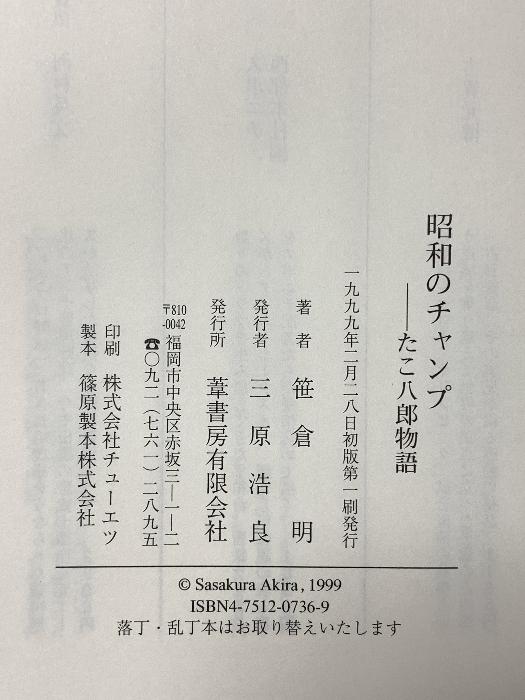 昭和のチャンプ
――たこ八郎物語
一九九九年二月二八日初版第一刷発行
著者 笹倉 明
発行者 三原浩良
発行所 葦書房有限会社
〒810-0042 福岡市中央区赤坂三―一―二
☎〇九二(七六一)二八九五
印刷 株式会社チューエツ
製本 篠原製本株式会社
© Sasakura Akira, 1999
ISBN4-7512-0736-9
落丁・乱丁本はお取り替えいたします